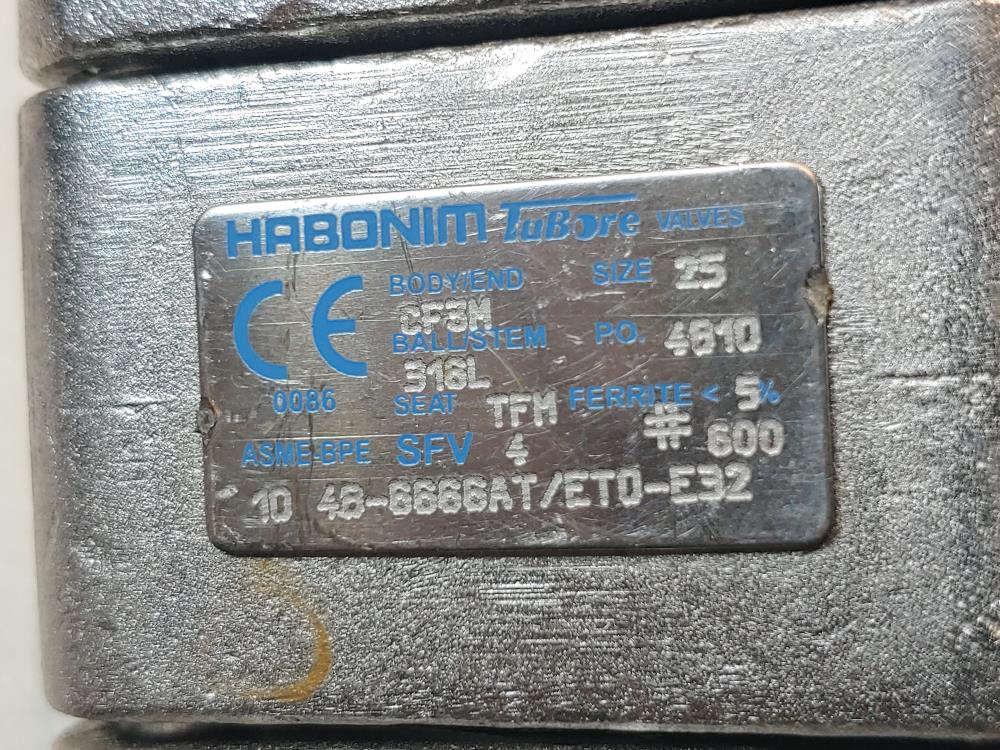 HABONIM TuBore VALVES
BODY/END SIZE 25
CF3M
CE BALL/STEM P.O. 4810
316L
0086 SEAT TFM FERRITE < 5%
ASME-BPE SFV 4 # 600
10 48-6666AT/ETO-E32